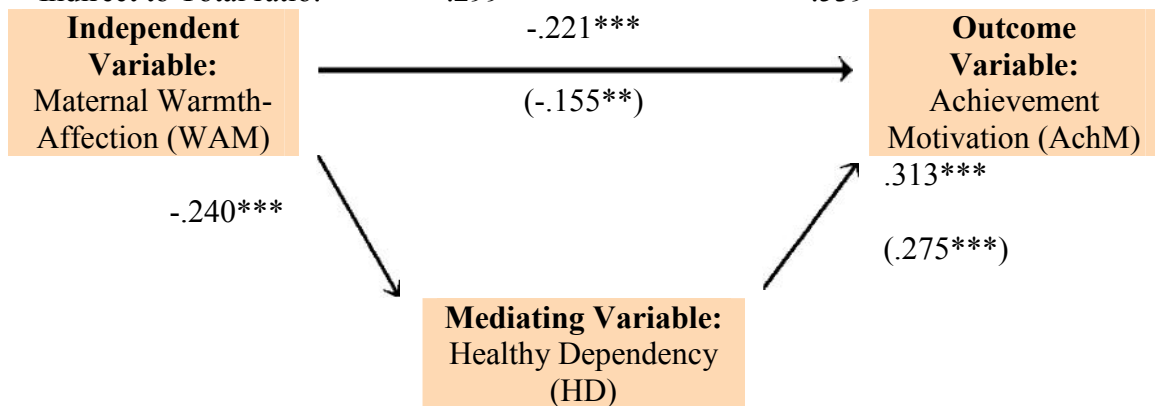 Independent
Variable:
Maternal Warmth-
Affection (WAM)
-.221***
(-.155**)
Outcome
Variable:
Achievement
Motivation (AchM)
-.240***
.313***
(.275***)
Mediating Variable:
Healthy Dependency
(HD)